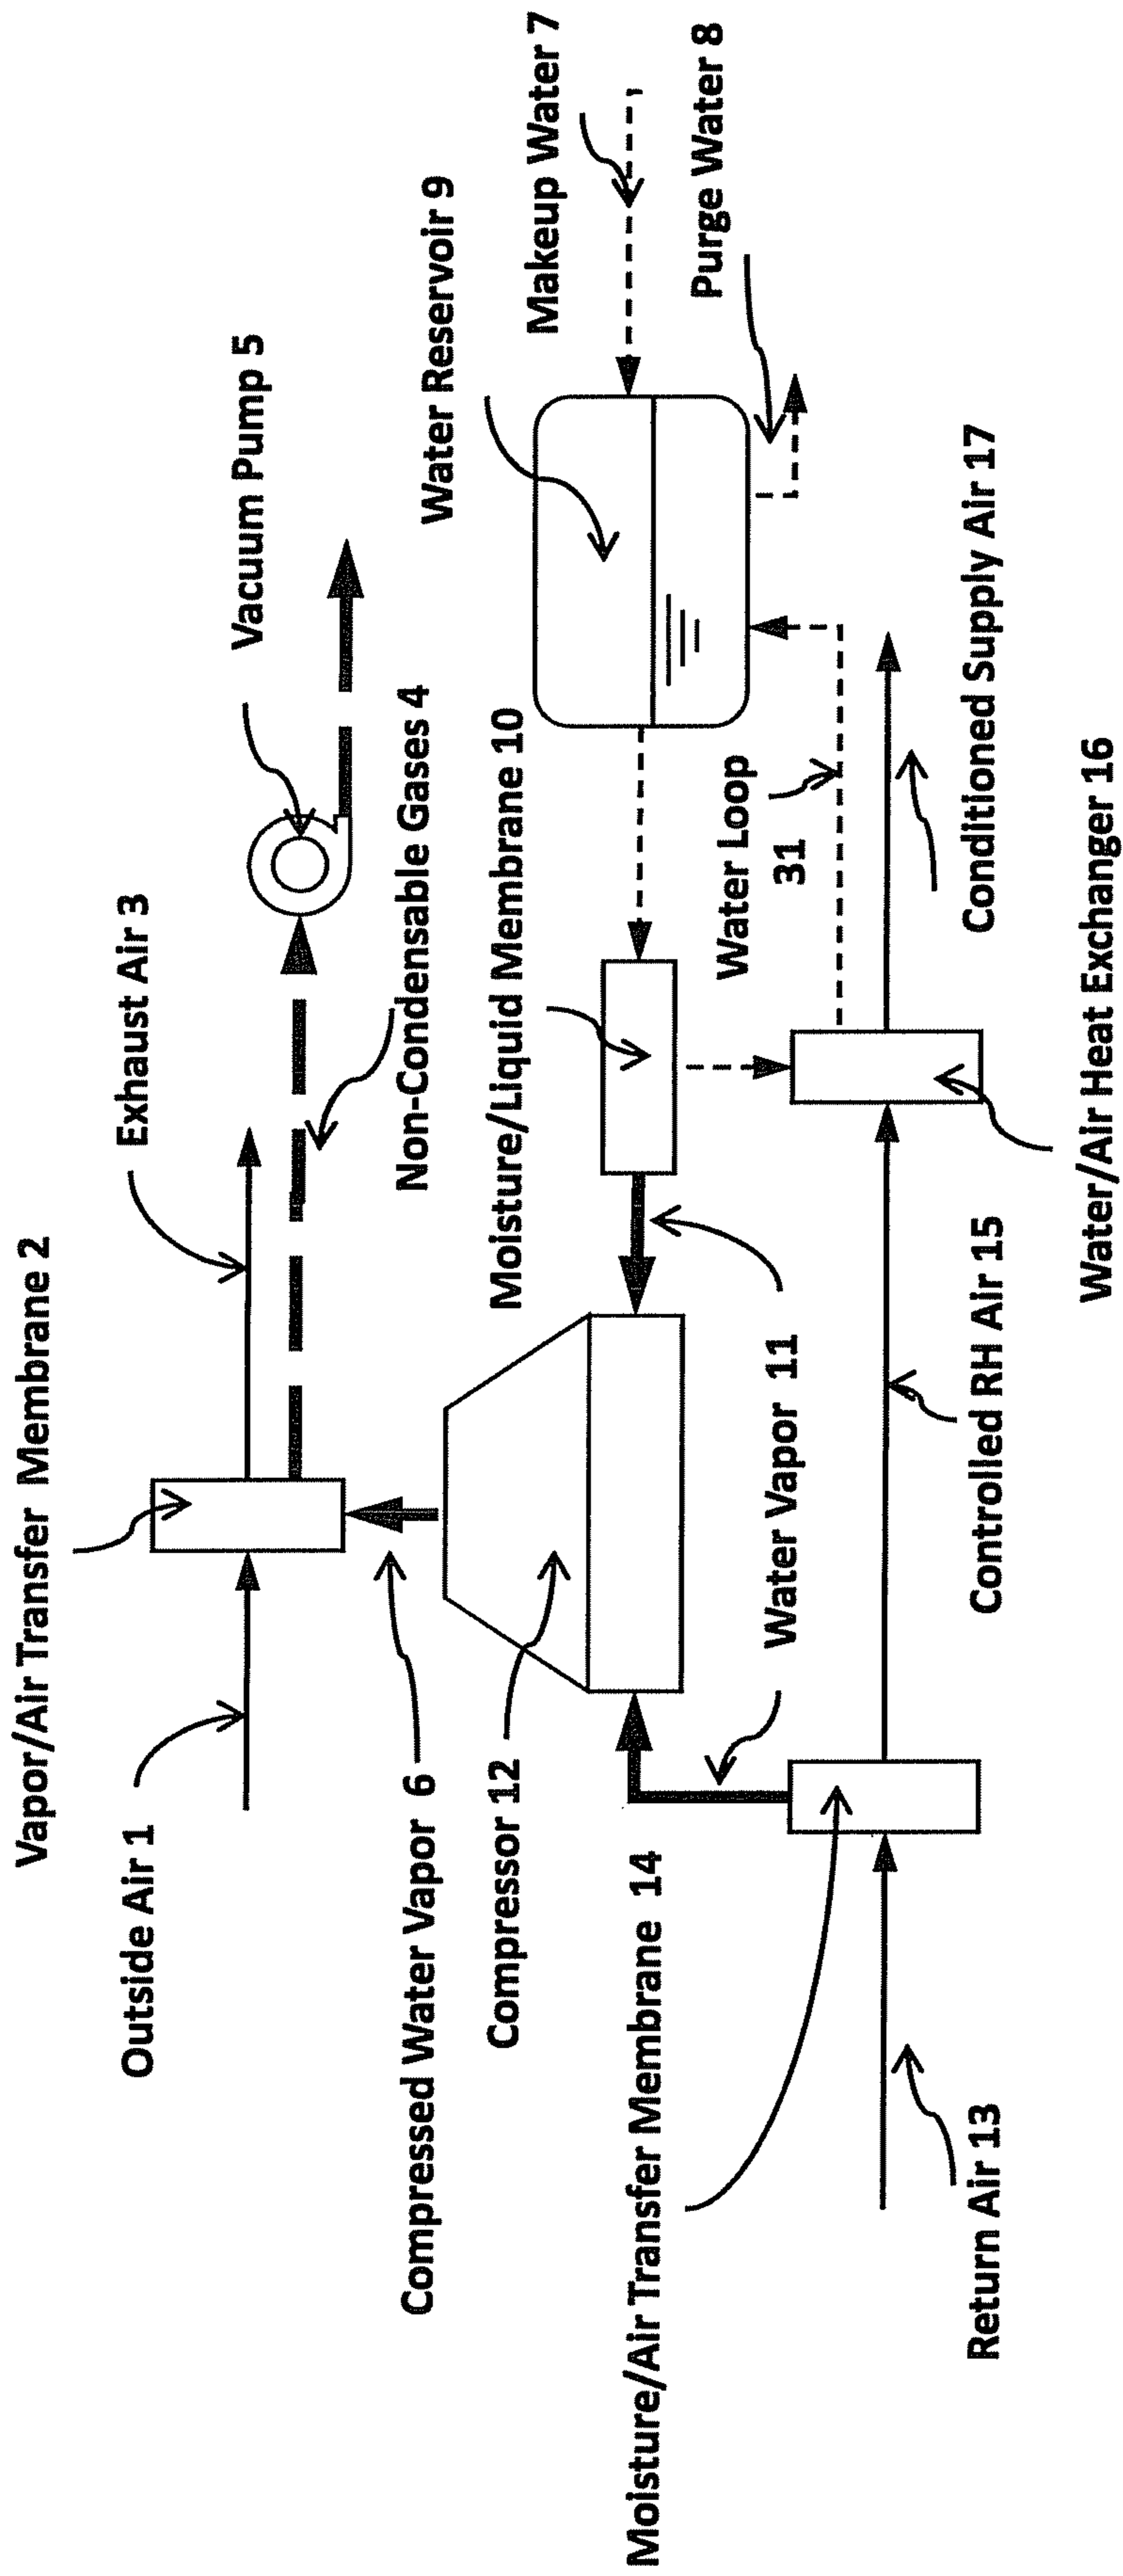 Vapor/Air Transfer Membrane 2
Outside Air 1
Exhaust Air 3
Vacuum Pump 5
Non-Condensable Gases 4
Compressed Water Vapor 6
Water Reservoir 9
Compressor 12
Moisture/Liquid Membrane 10
Makeup Water 7
Moisture/Air Transfer Membrane 14
Purge Water 8
Water Loop
31
Water Vapor 11
Return Air 13
Controlled RH Air 15
Conditioned Supply Air 17
Water/Air Heat Exchanger 16